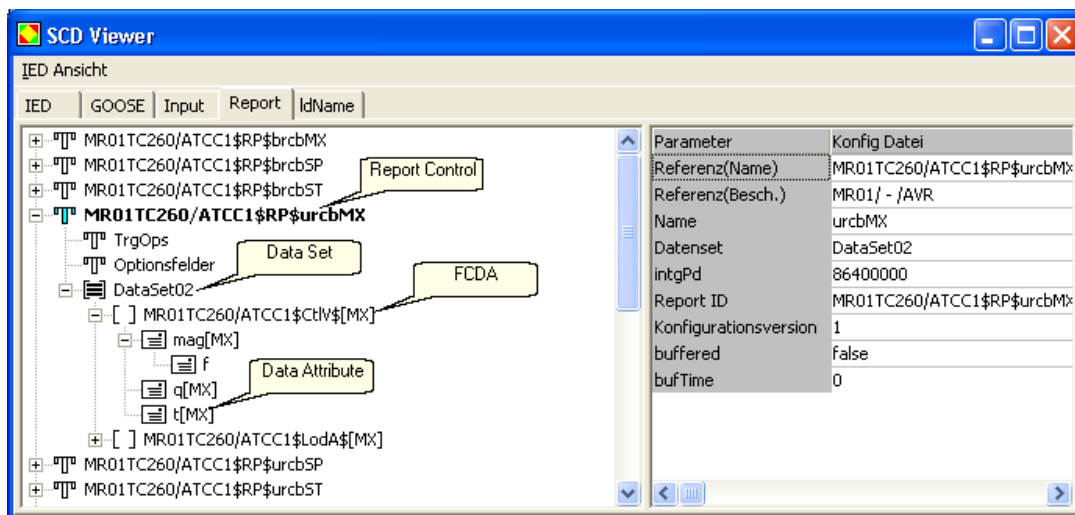 SCD Viewer
IED Ansicht
IED GOOSE Input Report ldName
MR01TC260/ATCC1$RP$brcbMX
MR01TC260/ATCC1$RP$brcbSP
MR01TC260/ATCC1$RP$brcbST
Report Control
MR01TC260/ATCC1$RP$urcbMX
TrgOps
Optionsfelder
Data Set
DataSet02
FCDA
[ ] MR01TC260/ATCC1$CtlV$[MX]
mag[MX]
f
Data Attribute
q[MX]
t[MX]
[ ] MR01TC260/ATCC1$LodA$[MX]
MR01TC260/ATCC1$RP$urcbSP
MR01TC260/ATCC1$RP$urcbST
Parameter Konfig Datei
Referenz(Name) MR01TC260/ATCC1$RP$urcbMX
Referenz(Besch.) MR01/ - /AVR
Name urcbMX
Datenset DataSet02
intgPd 86400000
Report ID MR01TC260/ATCC1$RP$urcbMX
Konfigurationsversion 1
buffered false
bufTime 0